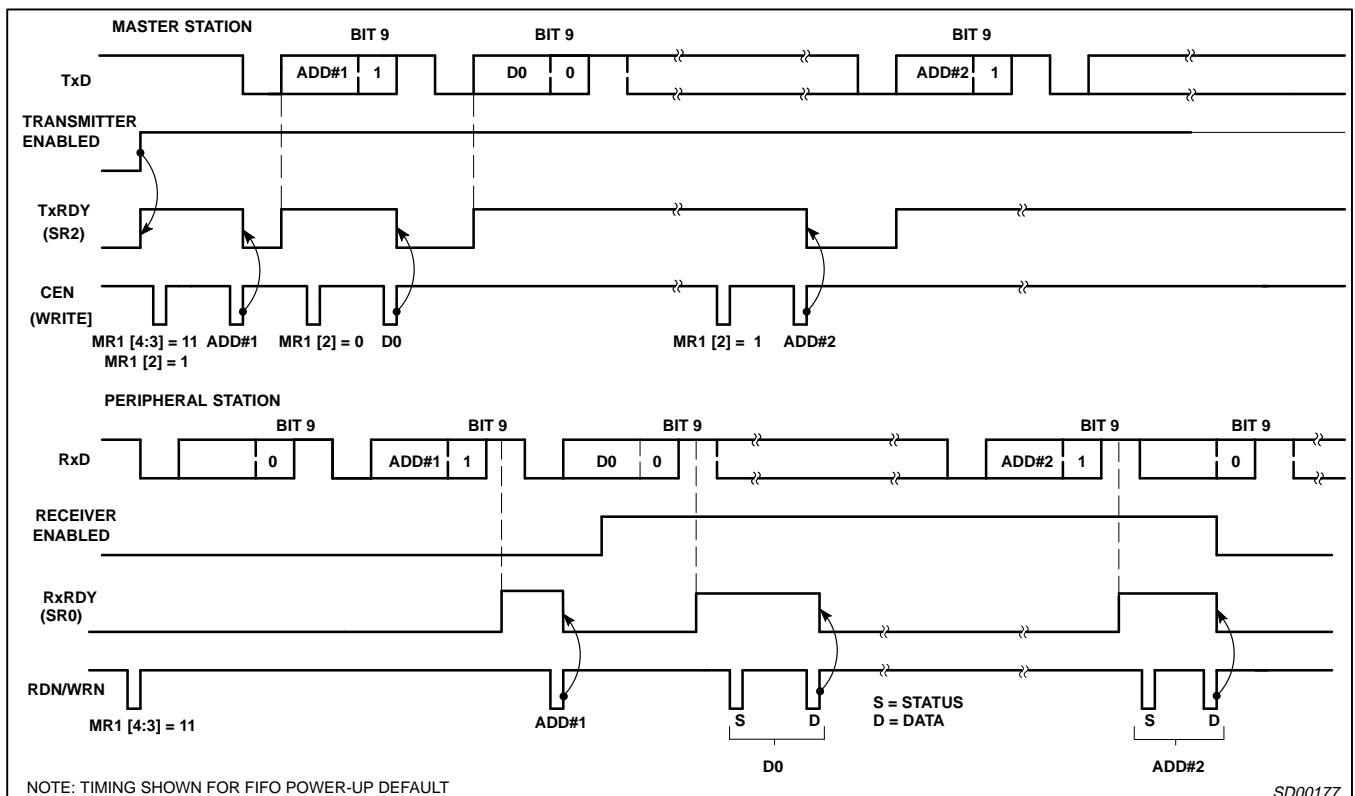 MASTER STATION
BIT 9 BIT 9 BIT 9
TxD ADD#1 1 D0 0 ADD#2 1
TRANSMITTER
ENABLED
TxRDY
(SR2)
CEN
(WRITE]
MR1 [4:3] = 11 ADD#1 MR1 [2] = 0 D0 MR1 [2] = 1 ADD#2
MR1 [2] = 1
PERIPHERAL STATION
BIT 9 BIT 9 BIT 9 BIT 9 BIT 9
RxD 0 ADD#1 1 D0 0 ADD#2 1 0
RECEIVER
ENABLED
RxRDY
(SR0)
RDN/WRN
MR1 [4:3] = 11 ADD#1 S D S = STATUS S D
D = DATA
D0 ADD#2
NOTE: TIMING SHOWN FOR FIFO POWER-UP DEFAULT
SD00177